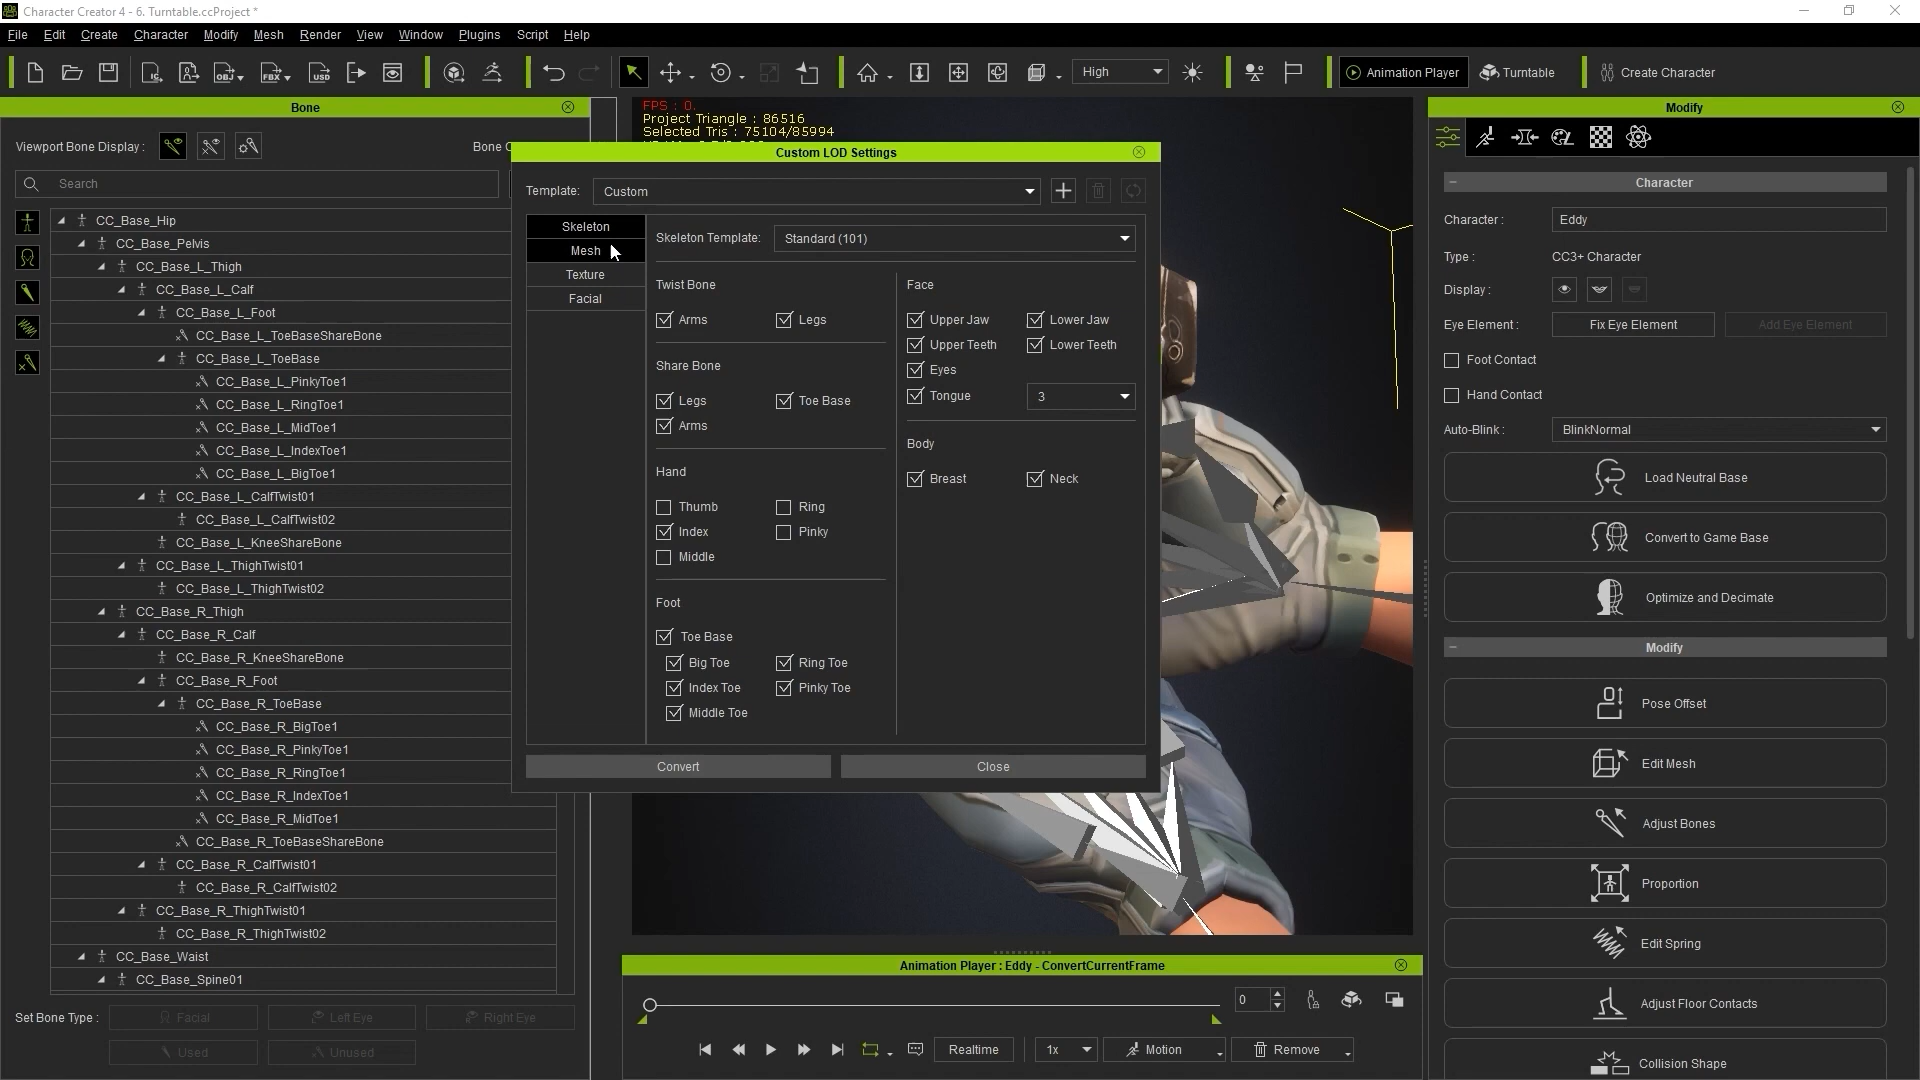 Character Creator 4 - 6. Turntable.ccProject *
File Edit Create Character Modify Mesh Render View Window Plugins Script Help
High Animation Player Turntable Create Character
Bone
Viewport Bone Display :
Search
CC_Base_Hip
CC_Base_Pelvis
CC_Base_L_Thigh
CC_Base_L_Calf
CC_Base_L_Foot
CC_Base_L_ToeBaseShareBone
CC_Base_L_ToeBase
CC_Base_L_PinkyToe1
CC_Base_L_RingToe1
CC_Base_L_MidToe1
CC_Base_L_IndexToe1
CC_Base_L_BigToe1
CC_Base_L_CalfTwist01
CC_Base_L_CalfTwist02
CC_Base_L_KneeShareBone
CC_Base_L_ThighTwist01
CC_Base_L_ThighTwist02
CC_Base_R_Thigh
CC_Base_R_Calf
CC_Base_R_KneeShareBone
CC_Base_R_Foot
CC_Base_R_ToeBase
CC_Base_R_BigToe1
CC_Base_R_PinkyToe1
CC_Base_R_RingToe1
CC_Base_R_IndexToe1
CC_Base_R_MidToe1
CC_Base_R_ToeBaseShareBone
CC_Base_R_CalfTwist01
CC_Base_R_CalfTwist02
CC_Base_R_ThighTwist01
CC_Base_R_ThighTwist02
CC_Base_Waist
CC_Base_Spine01
Set Bone Type : Facial Left Eye Right Eye
Used Unused
FPS : 0.
Project Triangle : 86516
Selected Tris : 75104/85994
Custom LOD Settings
Template: Custom
Skeleton
Mesh
Texture
Facial
Skeleton Template: Standard (101)
Twist Bone
Arms Legs
Share Bone
Legs Toe Base
Arms
Hand
Thumb Ring
Index Pinky
Middle
Foot
Toe Base
Big Toe Ring Toe
Index Toe Pinky Toe
Middle Toe
Face
Upper Jaw Lower Jaw
Upper Teeth Lower Teeth
Eyes
Tongue 3
Body
Breast Neck
Convert Close
Animation Player : Eddy - ConvertCurrentFrame
0
Realtime 1x Motion Remove
Modify
Character
Character : Eddy
Type : CC3+ Character
Display :
Eye Element : Fix Eye Element Add Eye Element
Foot Contact
Hand Contact
Auto-Blink : BlinkNormal
Load Neutral Base
Convert to Game Base
Optimize and Decimate
Modify
Pose Offset
Edit Mesh
Adjust Bones
Proportion
Edit Spring
Adjust Floor Contacts
Collision Shape